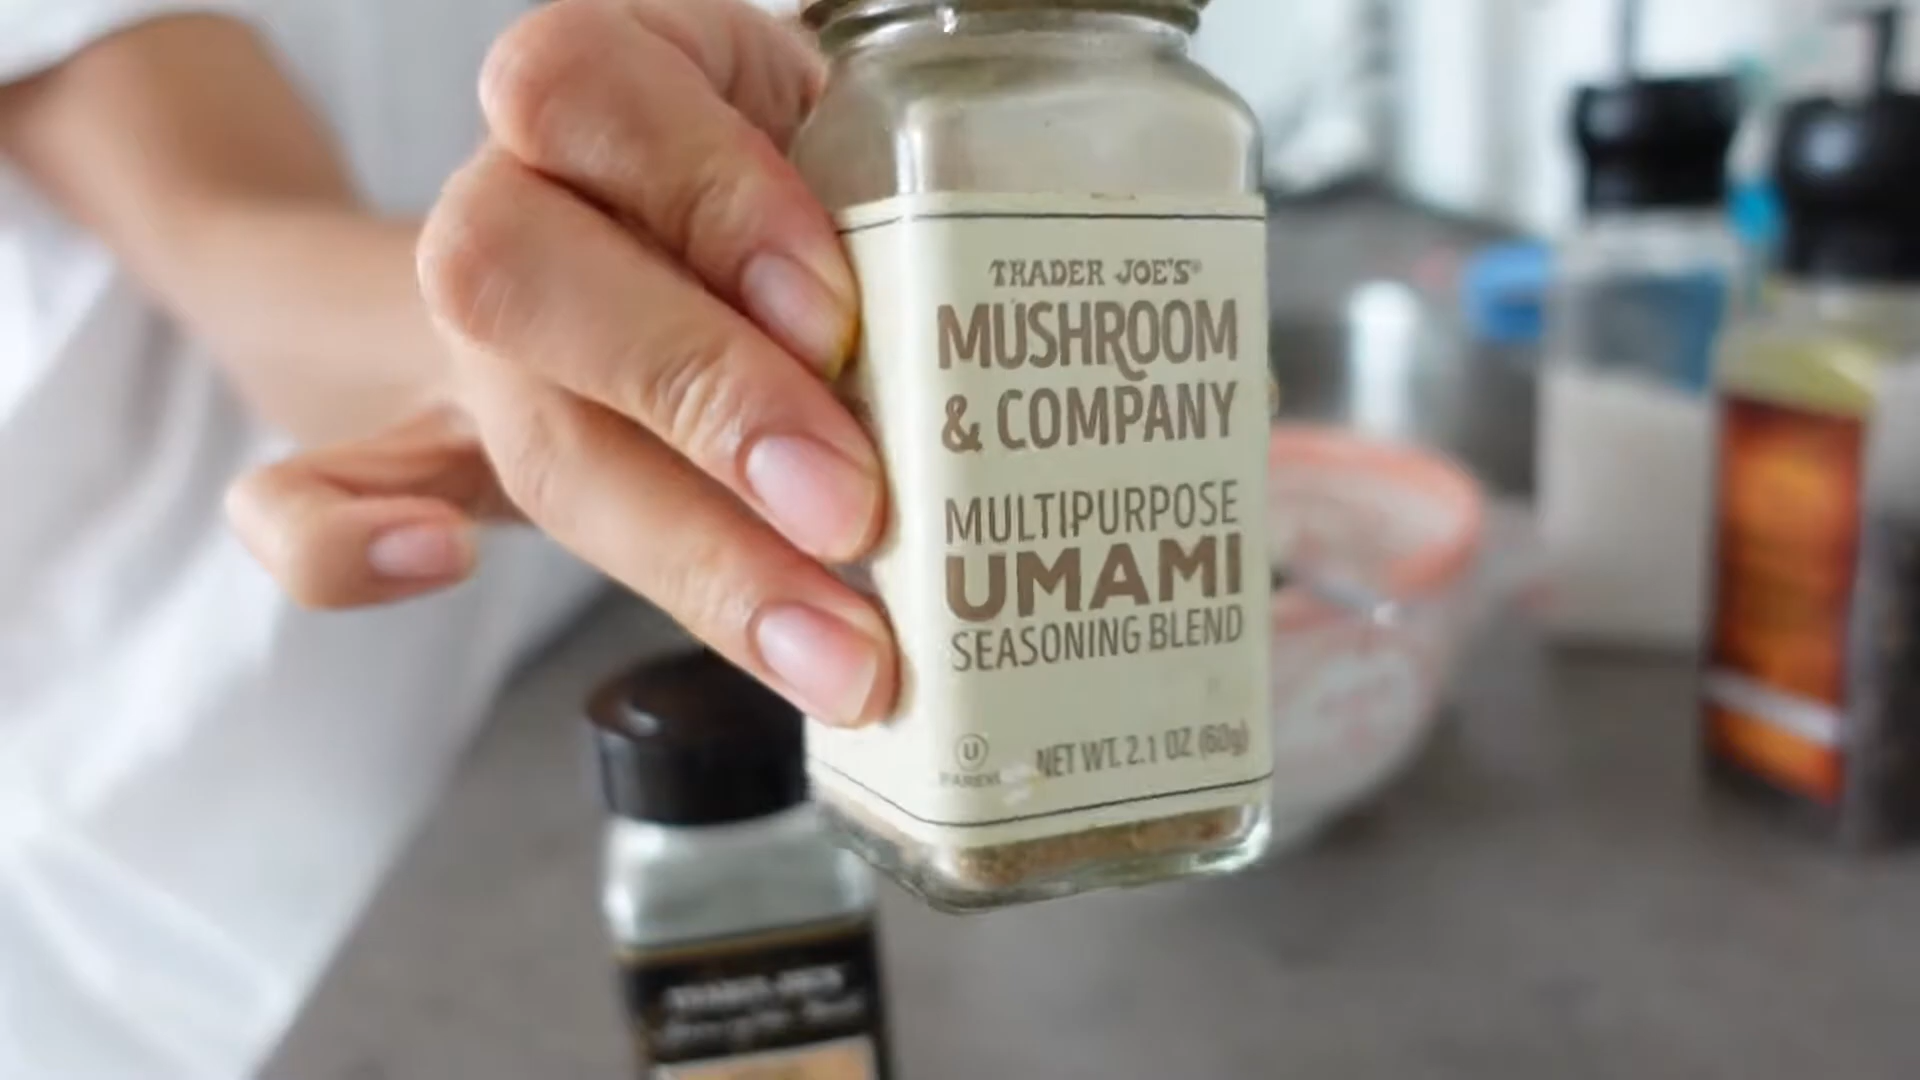 TRADER JOE'S®
MUSHROOM
& COMPANY
MULTIPURPOSE
UMAMI
SEASONING BLEND
U
NET WT. 2.1 OZ (60g)